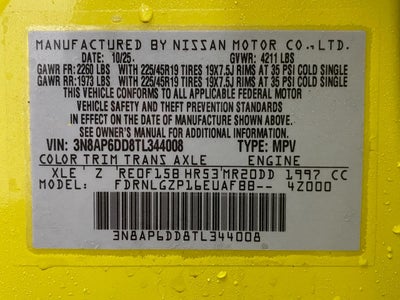 MANUFACTURED BY NISSAN MOTOR CO., LTD.
DATE: 10/25 GVWR: 4211 LBS
GAWR FR: 2260 LBS WITH 225/45R19 TIRES 19X7.5J RIMS AT 35 PSI COLD SINGLE
GAWR RR: 1973 LBS WITH 225/45R19 TIRES 19X7.5J RIMS AT 35 PSI COLD SINGLE
THIS VEHICLE CONFORMS TO ALL APPLICABLE FEDERAL MOTOR
VEHICLE SAFETY AND THEFT PREVENTION STANDARDS
IN EFFECT ON THE DATE OF MANUFACTURE SHOWN ABOVE.
SEE OWNER'S MANUAL FOR ADDITIONAL INFORMATION
VIN: 3N8AP6DD8TL344008 TYPE: MPV
COLOR TRIM TRANS AXLE ENGINE
XLE' Z 'RE0F15B HR53'MR20DD 1997 CC
FDRNLGZP16EUAFBB-- 4Z000
3N8AP6DD8TL344008